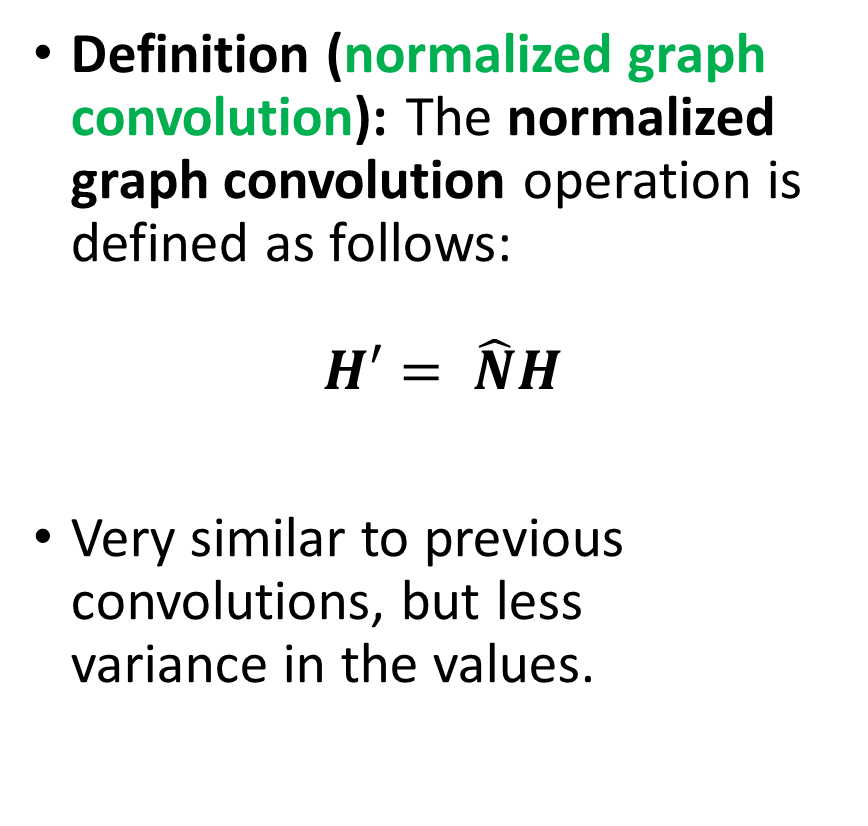 • Definition (normalized graph
convolution): The normalized
graph convolution operation is
defined as follows:
H′ = N̂H
• Very similar to previous
convolutions, but less
variance in the values.